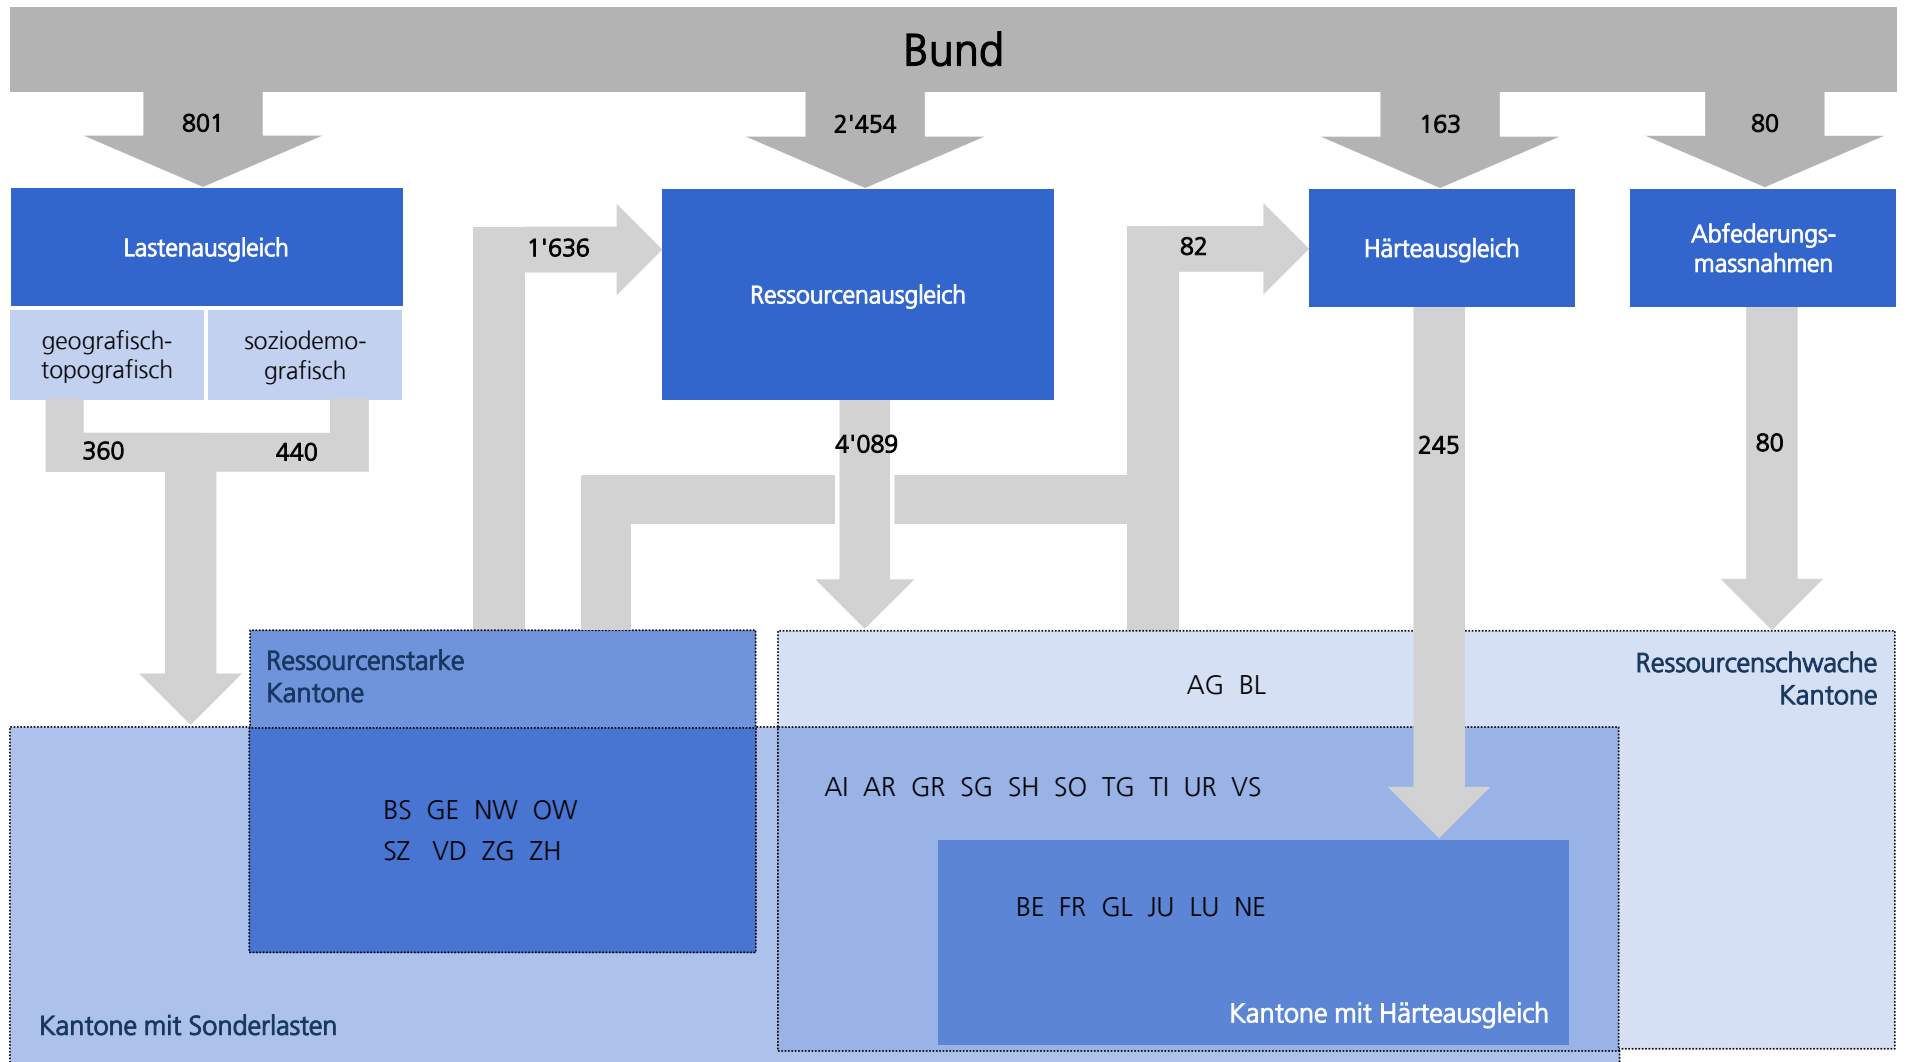 Bund
801
2'454
163
80
Lastenausgleich
1'636
Ressourcenausgleich
82
Härteausgleich
Abfederungs-
massnahmen
geografisch-
topografisch
soziodemo-
grafisch
360
440
4'089
245
80
Ressourcenstarke
Kantone
Ressourcenschwache
Kantone
AG BL
AI AR GR SG SH SO TG TI UR VS
BS GE NW OW
SZ VD ZG ZH
BE FR GL JU LU NE
Kantone mit Härteausgleich
Kantone mit Sonderlasten